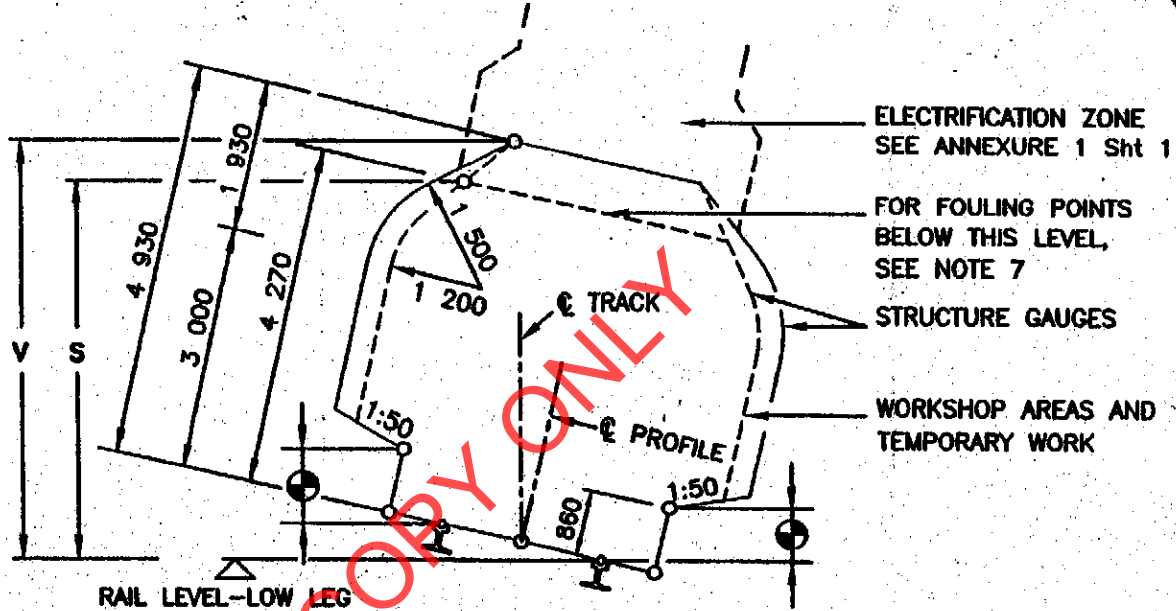 ELECTRIFICATION ZONE
SEE ANNEXURE 1 Sht 1
FOR FOULING POINTS
BELOW THIS LEVEL,
SEE NOTE 7
STRUCTURE GAUGES
WORKSHOP AREAS AND
TEMPORARY WORK
4 930
1 930
3 000
4 270
V
S
1 500
1 200
℄ TRACK
℄ PROFILE
1:50
1:50
860
RAIL LEVEL-LOW LEG
COPY ONLY